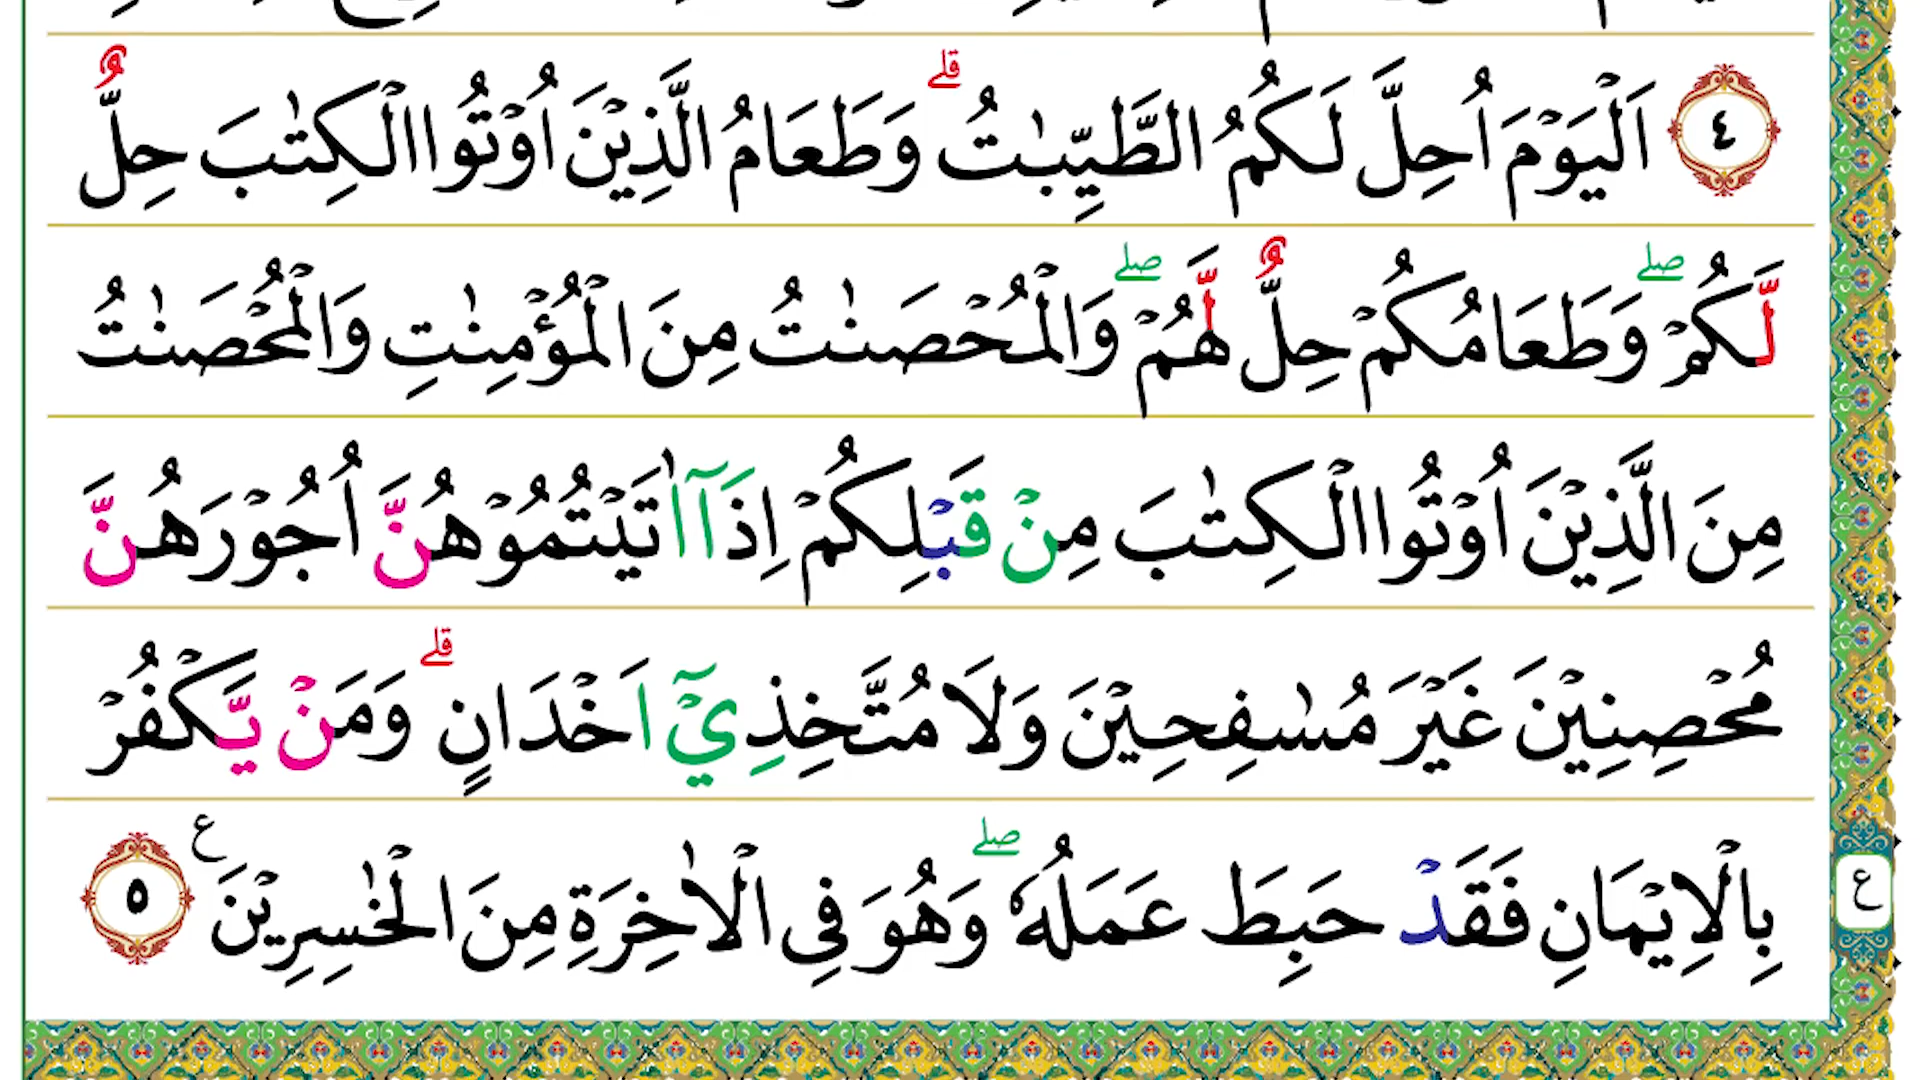 ٤ اَلْيَوْمَ اُحِلَّ لَكُمُ الطَّيِّبٰتُ ۗ وَطَعَامُ الَّذِيْنَ اُوْتُوا الْكِتٰبَ حِلٌّ
لَّكُمْ ۖ وَطَعَامُكُمْ حِلٌّ لَّهُمْ ۖ وَالْمُحْصَنٰتُ مِنَ الْمُؤْمِنٰتِ وَالْمُحْصَنٰتُ
مِنَ الَّذِيْنَ اُوْتُوا الْكِتٰبَ مِنْ قَبْلِكُمْ اِذَآ اٰتَيْتُمُوْهُنَّ اُجُوْرَهُنَّ
مُحْصِنِيْنَ غَيْرَ مُسٰفِحِيْنَ وَلَا مُتَّخِذِيْٓ اَخْدَانٍ ۗ وَمَنْ يَّكْفُرْ
بِالْاِيْمَانِ فَقَدْ حَبِطَ عَمَلُهٗ ۖ وَهُوَ فِى الْاٰخِرَةِ مِنَ الْخٰسِرِيْنَ ع ٥
ع